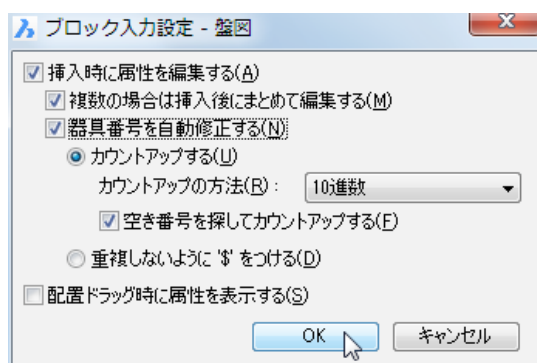 ブロック入力設定 - 盤図
挿入時に属性を編集する(A)
複数の場合は挿入後にまとめて編集する(M)
器具番号を自動修正する(N)
カウントアップする(U)
カウントアップの方法(R)： 10進数
空き番号を探してカウントアップする(F)
重複しないように '$' をつける(D)
配置ドラッグ時に属性を表示する(S)
OK キャンセル